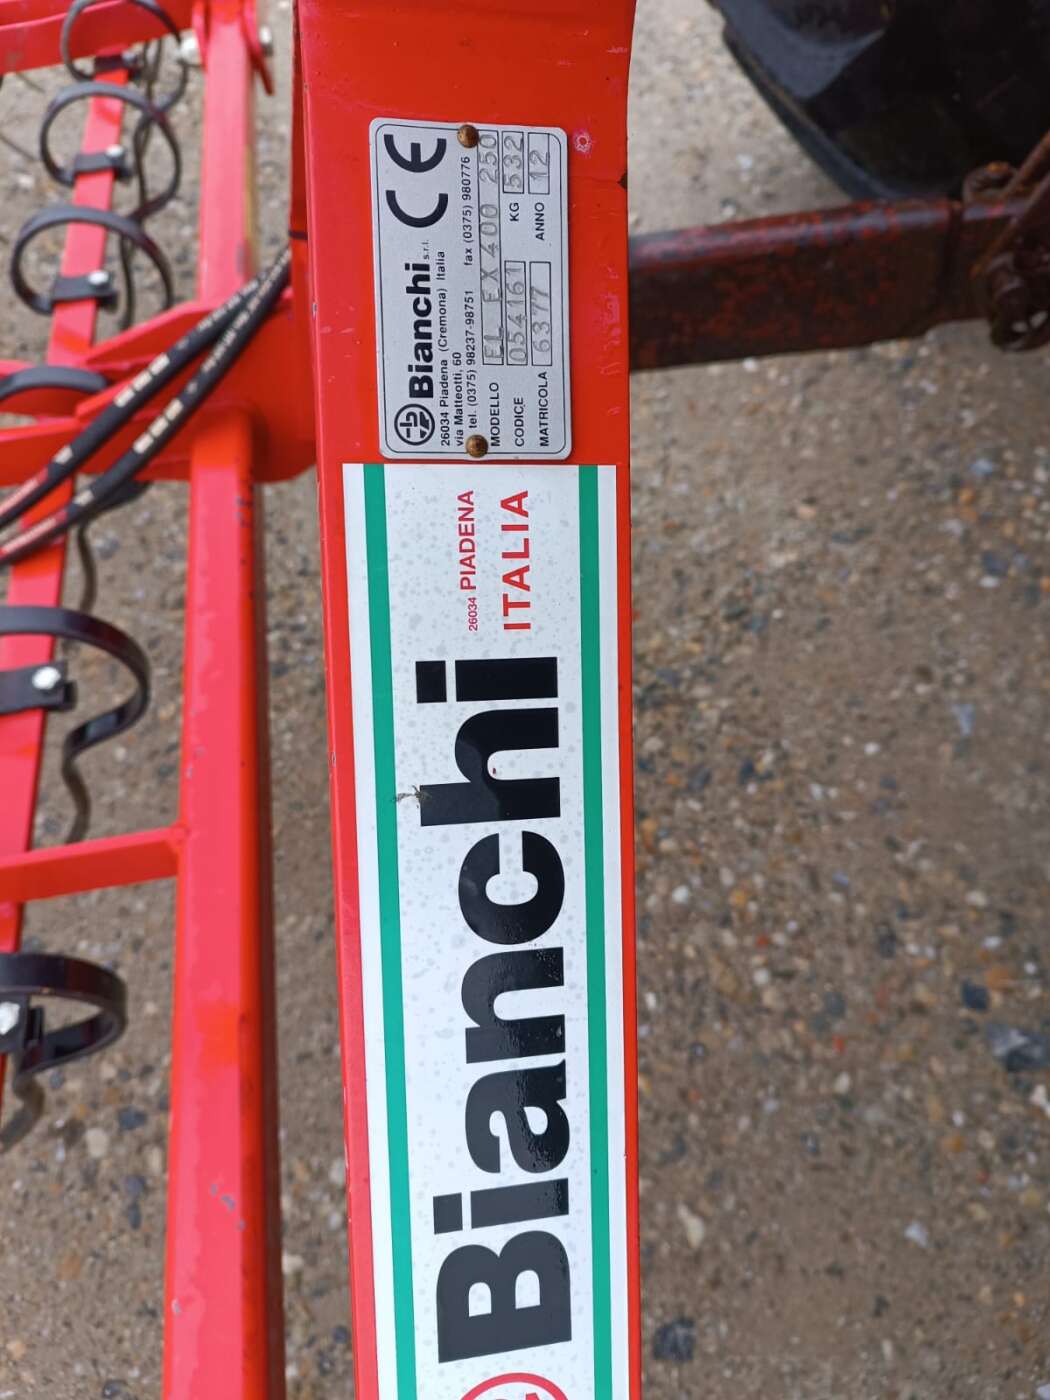 Bianchi s.r.l. CE
26034 Piadena (Cremona) Italia
via Matteotti, 60
tel. (0375) 98237-98751 fax (0375) 980776
MODELLO EL EX 400 250
CODICE 054161 KG 532
MATRICOLA 6377 ANNO 12
Bianchi
26034 PIADENA
ITALIA